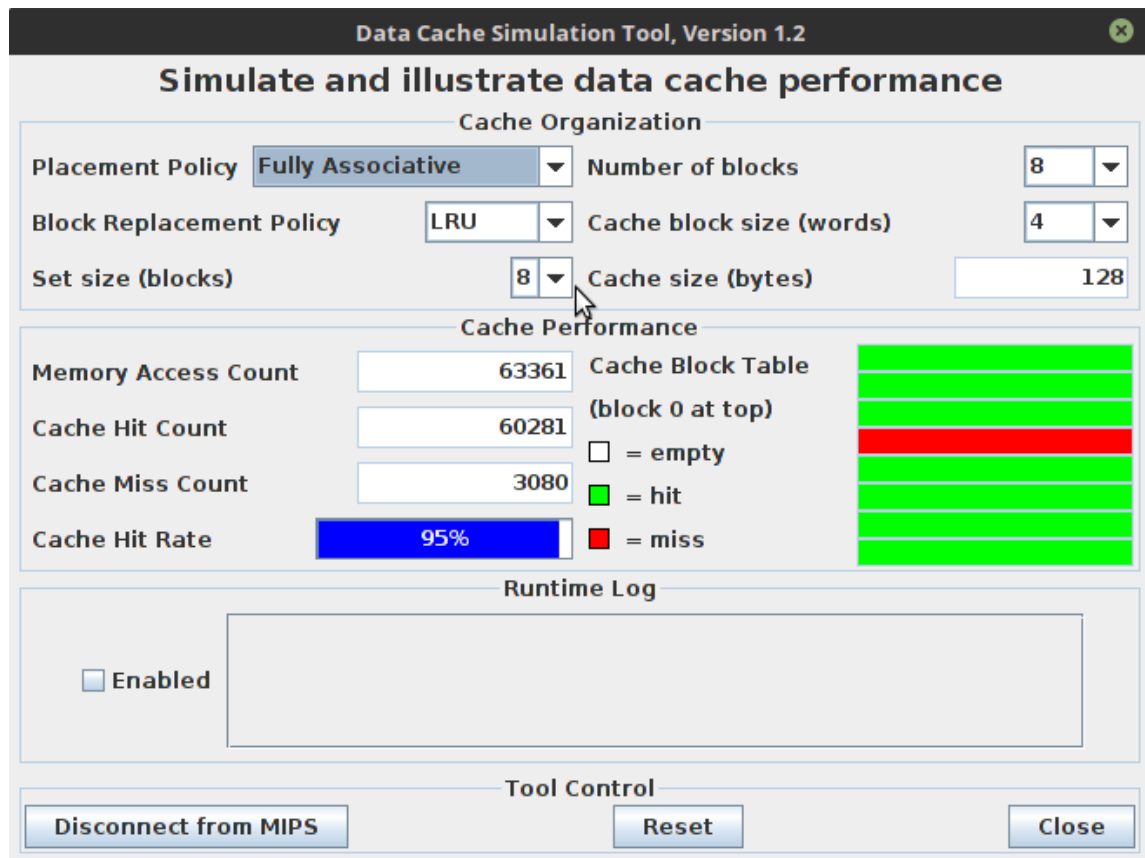 Data Cache Simulation Tool, Version 1.2
Simulate and illustrate data cache performance
Cache Organization
Placement Policy Fully Associative Number of blocks 8
Block Replacement Policy LRU Cache block size (words) 4
Set size (blocks) 8 Cache size (bytes) 128
Cache Performance
Memory Access Count 63361
Cache Hit Count 60281
Cache Miss Count 3080
Cache Hit Rate 95%
Cache Block Table
(block 0 at top)
= empty
= hit
= miss
Runtime Log
Enabled
Tool Control
Disconnect from MIPS Reset Close